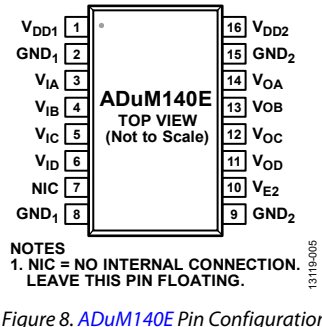 VDD1 1 16 VDD2
GND1 2 15 GND2
VIA 3 14 VOA
VIB 4 ADuM140E 13 VOB
VIC 5 TOP VIEW (Not to Scale) 12 VOC
VID 6 11 VOD
NIC 7 10 VE2
GND1 8 9 GND2
NOTES
1. NIC = NO INTERNAL CONNECTION.
LEAVE THIS PIN FLOATING.
13119-005
Figure 8. ADuM140E Pin Configuration